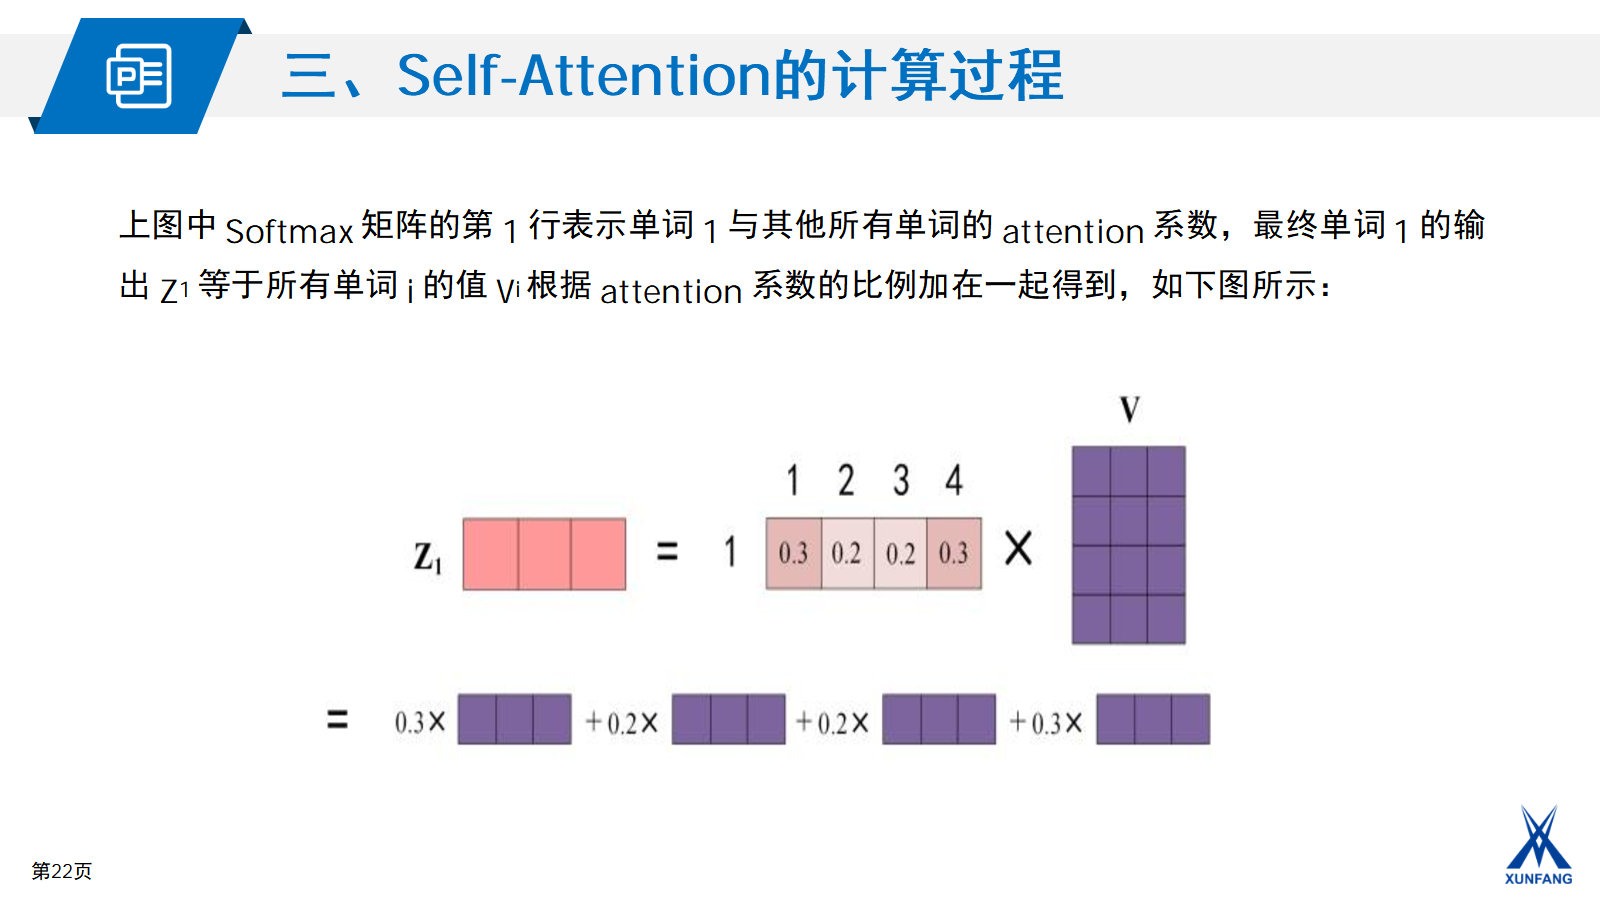 三、Self-Attention的计算过程
上图中 Softmax 矩阵的第 1 行表示单词 1 与其他所有单词的 attention 系数，最终单词 1 的输
出 Z1 等于所有单词 i 的值 Vi 根据 attention 系数的比例加在一起得到，如下图所示：
V
1 2 3 4
Z1 = 1 0.3 0.2 0.2 0.3 ×
= 0.3× +0.2× +0.2× +0.3×
第22页
XUNFANG